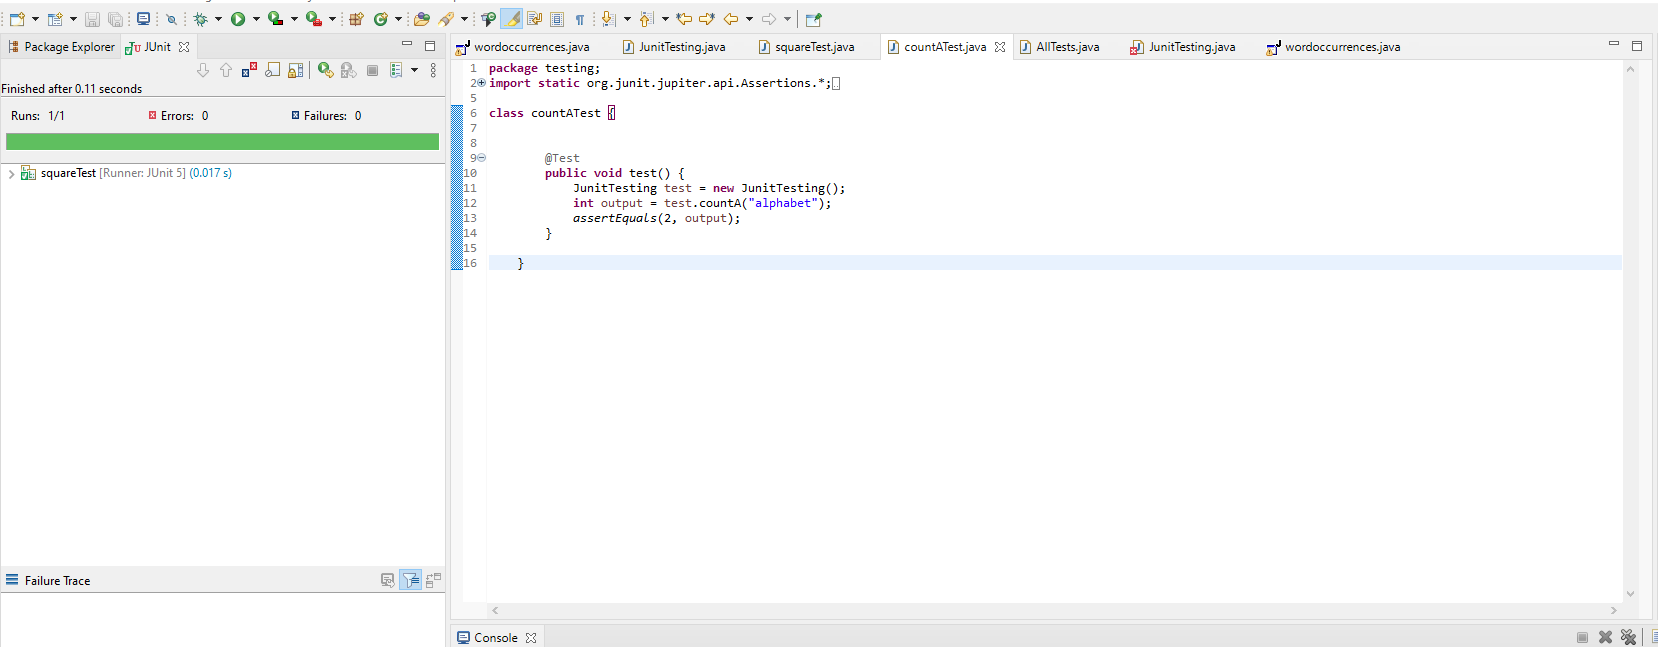 Package Explorer JUnit
Finished after 0.11 seconds
Runs: 1/1 Errors: 0 Failures: 0
squareTest [Runner: JUnit 5] (0.017 s)
Failure Trace
wordoccurrences.java JunitTesting.java squareTest.java countATest.java AllTests.java JunitTesting.java wordoccurrences.java
1 package testing;
2 import static org.junit.jupiter.api.Assertions.*;
5
6 class countATest {
7
8
9 @Test
10 public void test() {
11 JunitTesting test = new JunitTesting();
12 int output = test.countA("alphabet");
13 assertEquals(2, output);
14 }
15
16 }
Console